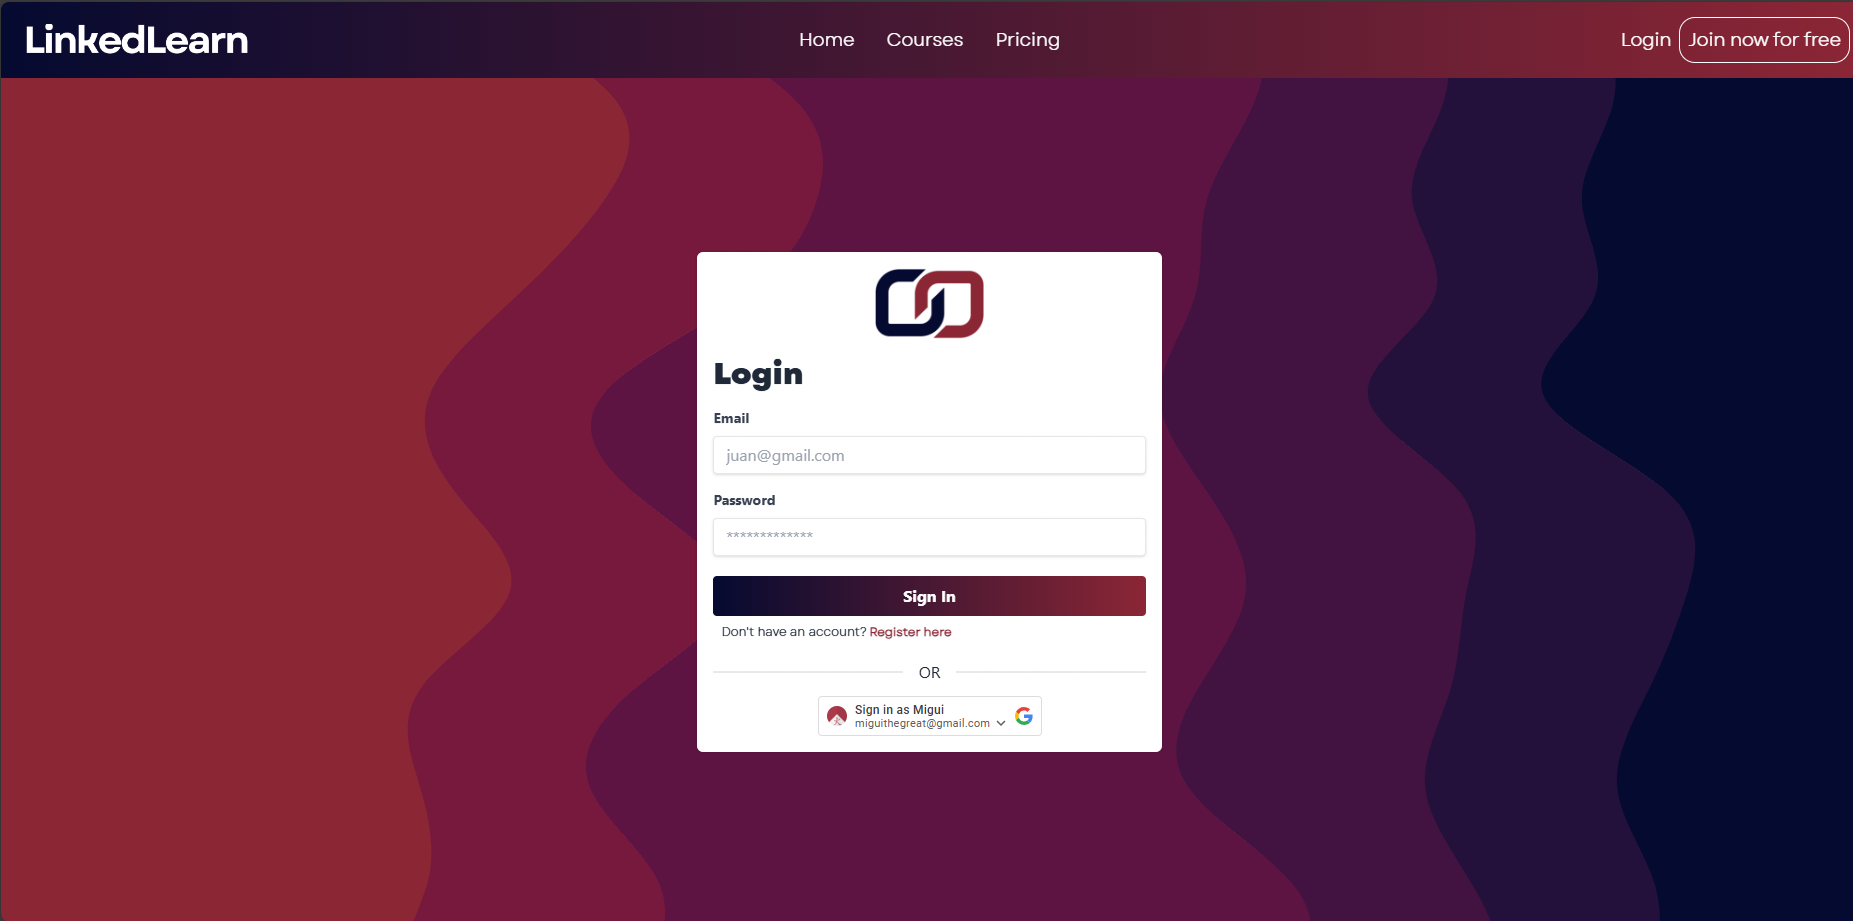 LinkedLearn
Home Courses Pricing
Login Join now for free
Login
Email
juan@gmail.com
Password
*************
Sign In
Don't have an account? Register here
OR
Sign in as Migui
miguithegreat@gmail.com